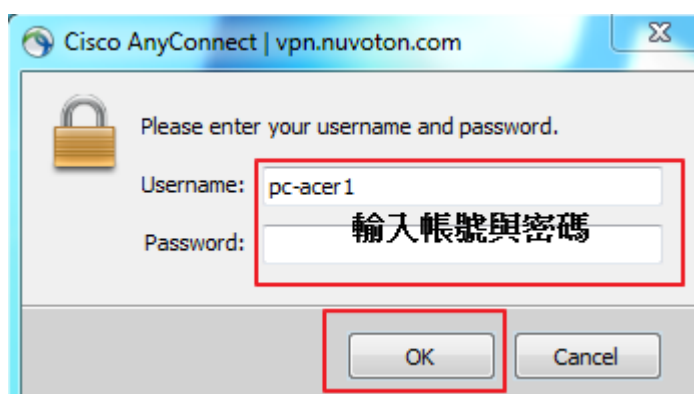 Cisco AnyConnect | vpn.nuvoton.com
Please enter your username and password.
Username: pc-acer1
輸入帳號與密碼
Password:
OK Cancel